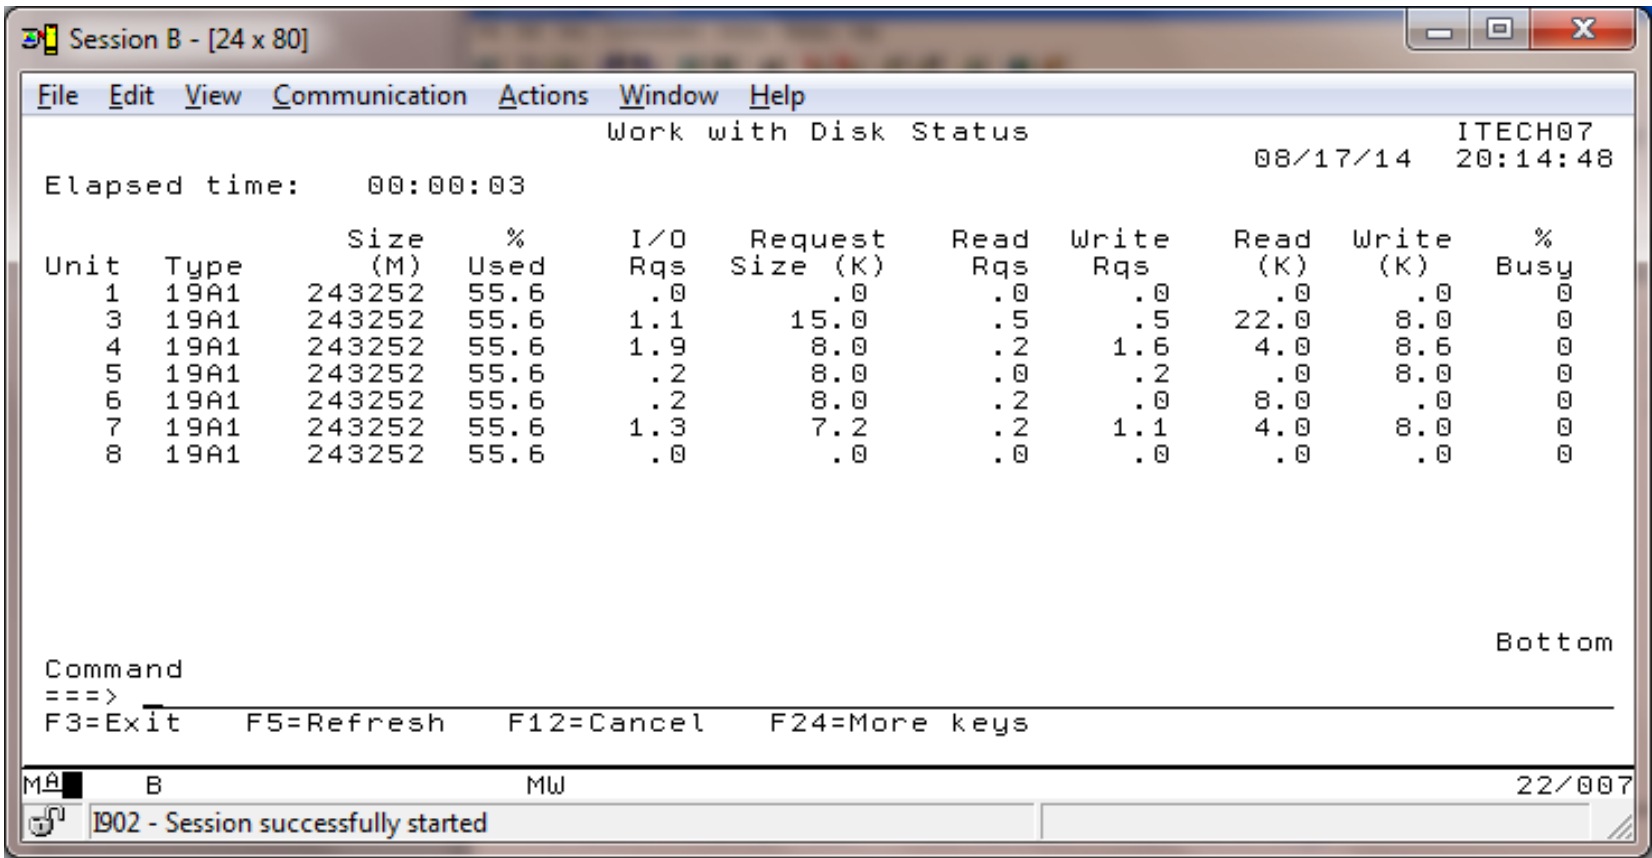 Session B - [24 x 80]
File Edit View Communication Actions Window Help
Work with Disk Status ITECH07
08/17/14 20:14:48
Elapsed time: 00:00:03
Size % I/O Request Read Write Read Write %
Unit Type (M) Used Rqs Size (K) Rqs Rqs (K) (K) Busy
1 19A1 243252 55.6 .0 .0 .0 .0 .0 .0 0
3 19A1 243252 55.6 1.1 15.0 .5 .5 22.0 8.0 0
4 19A1 243252 55.6 1.9 8.0 .2 1.6 4.0 8.6 0
5 19A1 243252 55.6 .2 8.0 .0 .2 .0 8.0 0
6 19A1 243252 55.6 .2 8.0 .2 .0 8.0 .0 0
7 19A1 243252 55.6 1.3 7.2 .2 1.1 4.0 8.0 0
8 19A1 243252 55.6 .0 .0 .0 .0 .0 .0 0
Bottom
Command
===> _
F3=Exit F5=Refresh F12=Cancel F24=More keys
MA B MW 22/007
I902 - Session successfully started